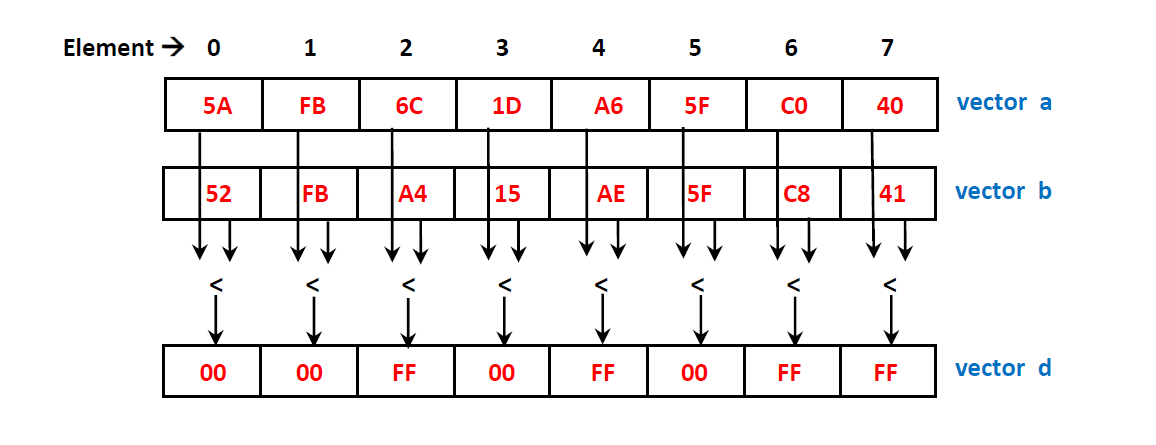 Element → 0 1 2 3 4 5 6 7
5A FB 6C 1D A6 5F C0 40 vector a
52 FB A4 15 AE 5F C8 41 vector b
< < < < < < < <
00 00 FF 00 FF 00 FF FF vector d